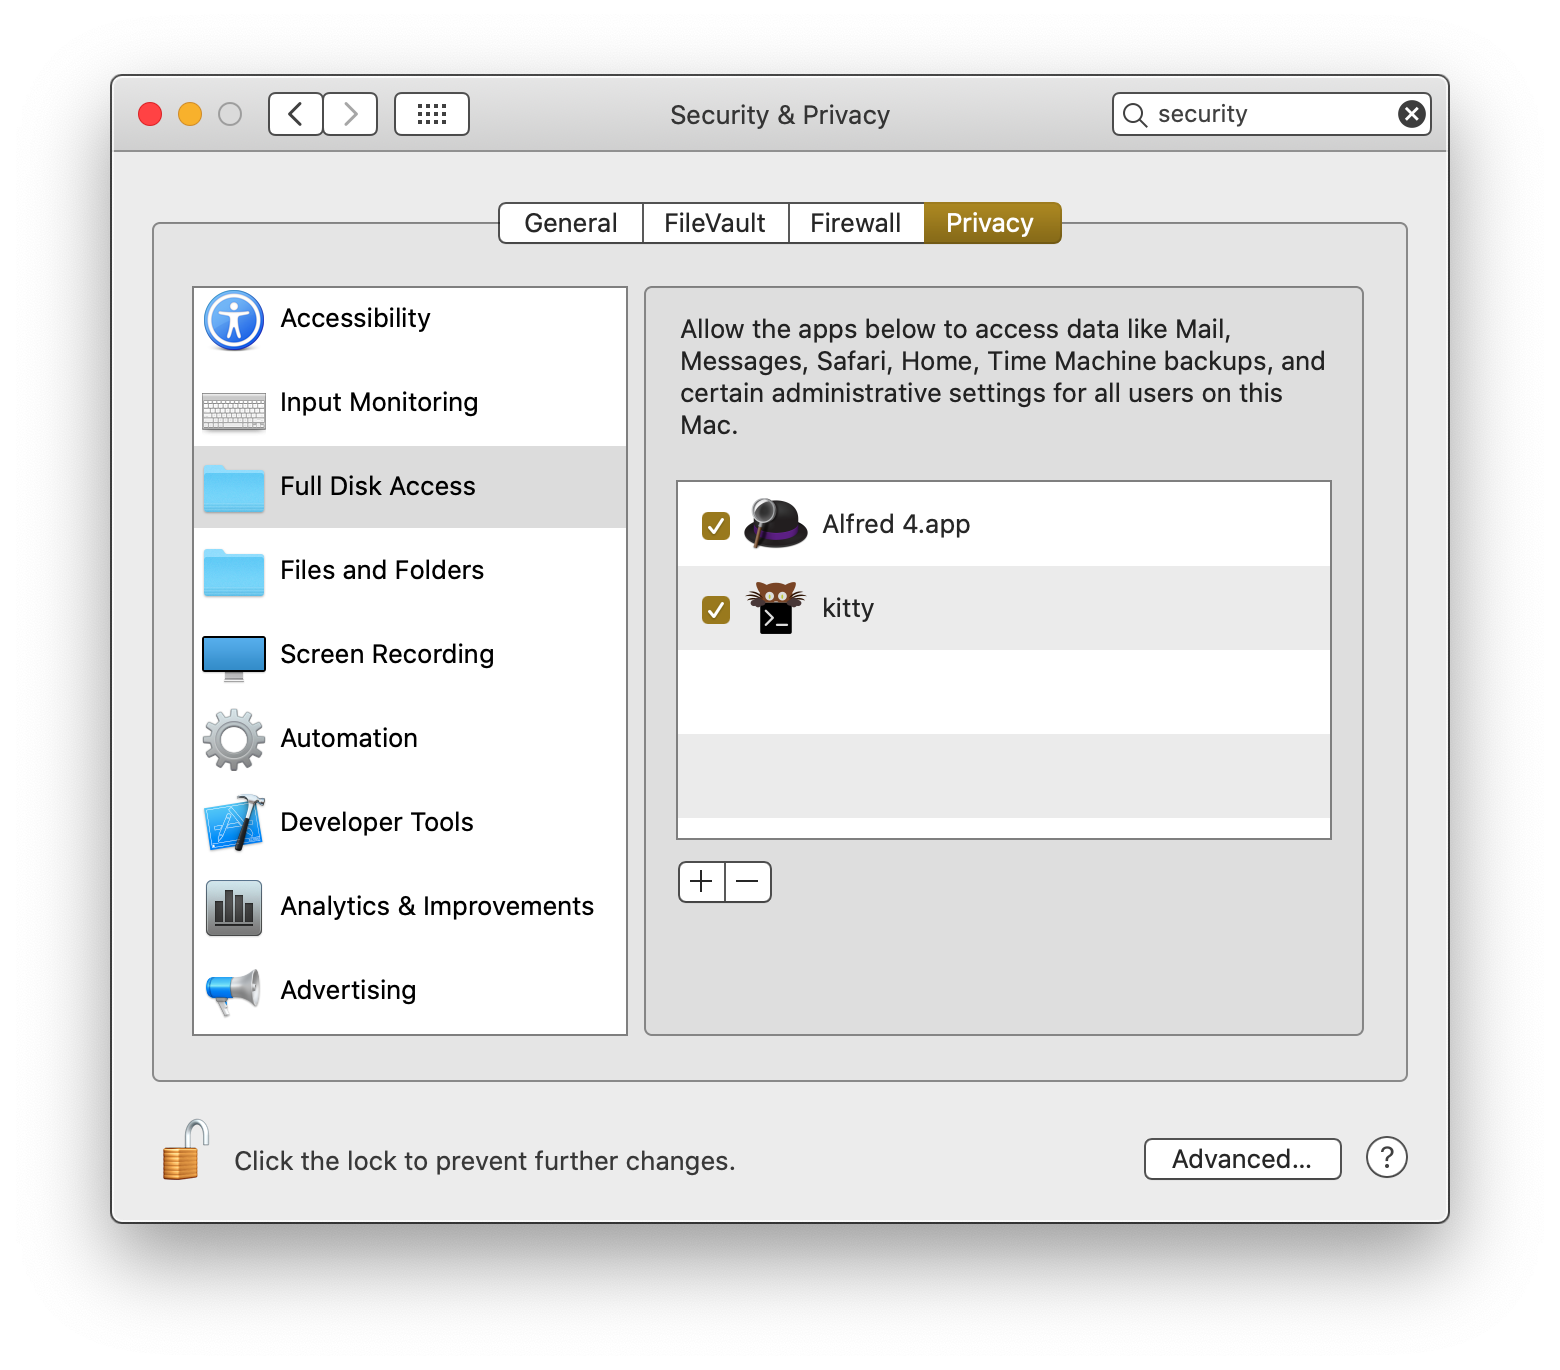 Security & Privacy
security
General
FileVault
Firewall
Privacy
Accessibility
Input Monitoring
Full Disk Access
Files and Folders
Screen Recording
Automation
Developer Tools
Analytics & Improvements
Advertising
Allow the apps below to access data like Mail,
Messages, Safari, Home, Time Machine backups, and
certain administrative settings for all users on this
Mac.
Alfred 4.app
>_
kitty
Click the lock to prevent further changes.
Advanced...
?